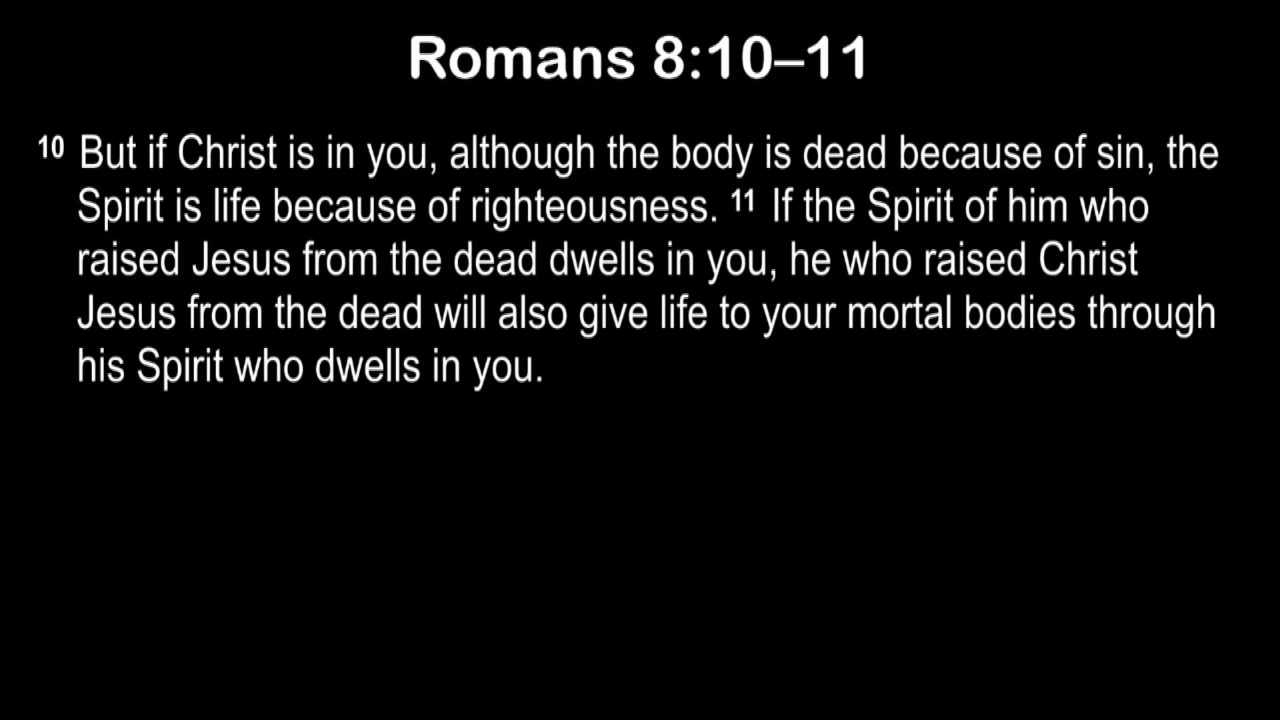 Romans 8:10–11
10 But if Christ is in you, although the body is dead because of sin, the
Spirit is life because of righteousness. 11 If the Spirit of him who
raised Jesus from the dead dwells in you, he who raised Christ
Jesus from the dead will also give life to your mortal bodies through
his Spirit who dwells in you.